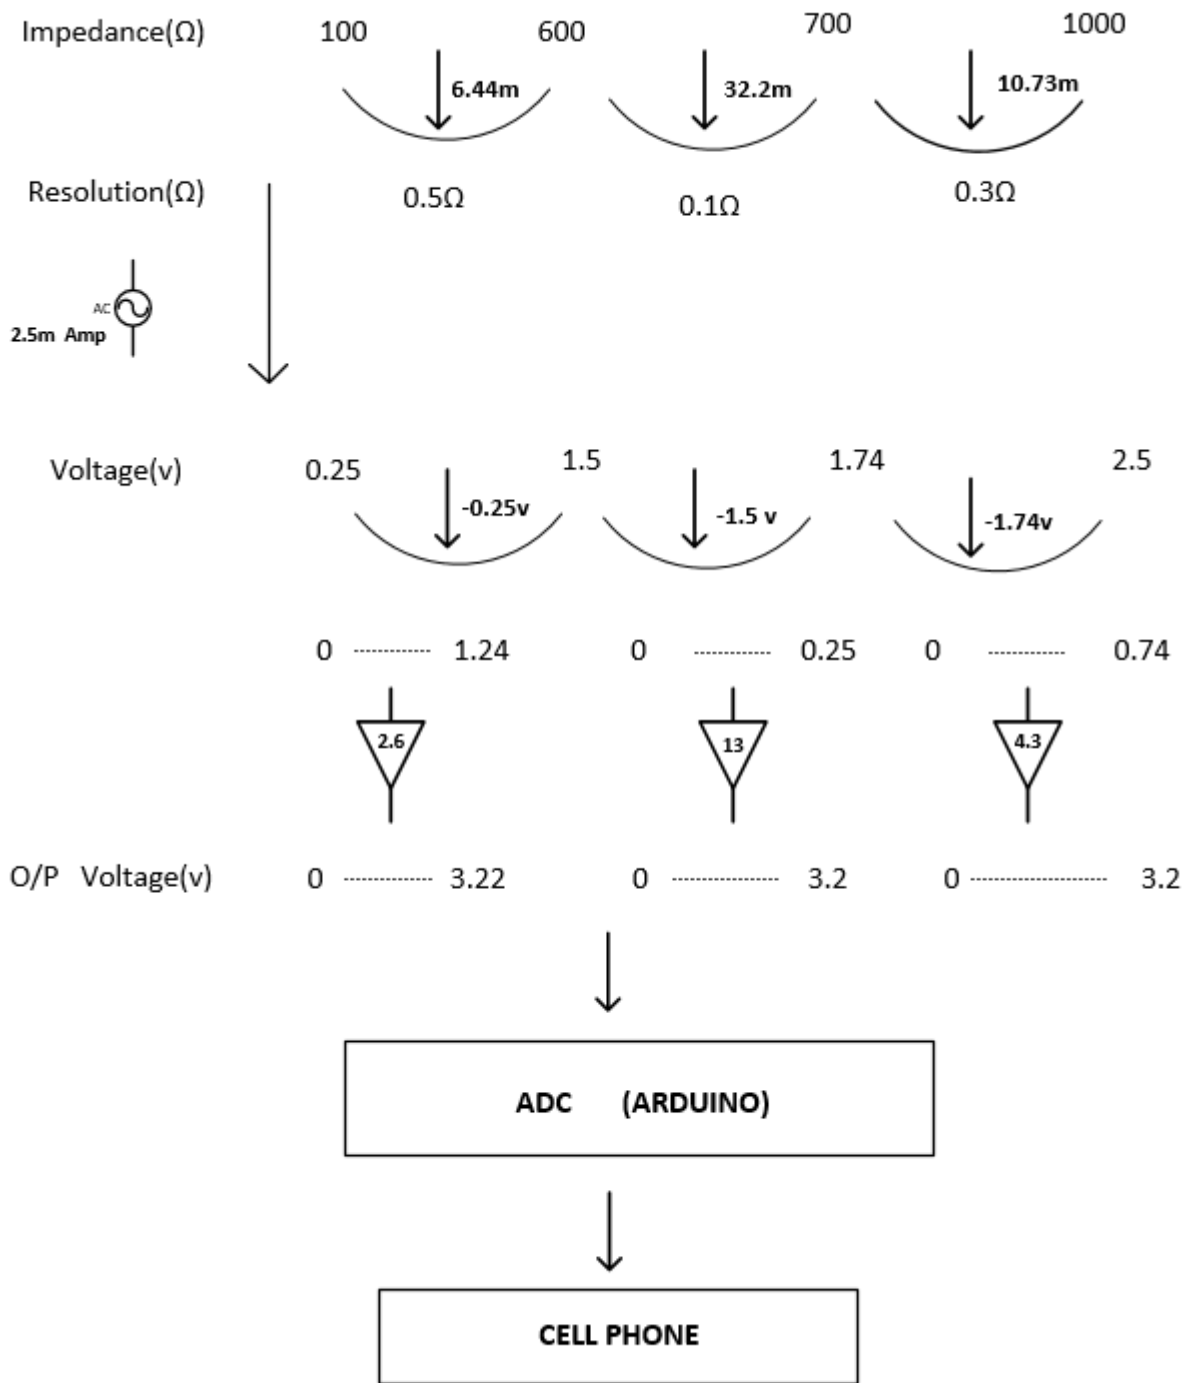 Impedance(Ω) 100 600 700 1000
6.44m 32.2m 10.73m
Resolution(Ω) 0.5Ω 0.1Ω 0.3Ω
AC
2.5m Amp
Voltage(v) 0.25 1.5 1.74 2.5
-0.25v -1.5 v -1.74v
0 ---------- 1.24 0 ---------- 0.25 0 ---------- 0.74
2.6 13 4.3
O/P Voltage(v) 0 ---------- 3.22 0 ---------- 3.2 0 ---------- 3.2
ADC (ARDUINO)
CELL PHONE